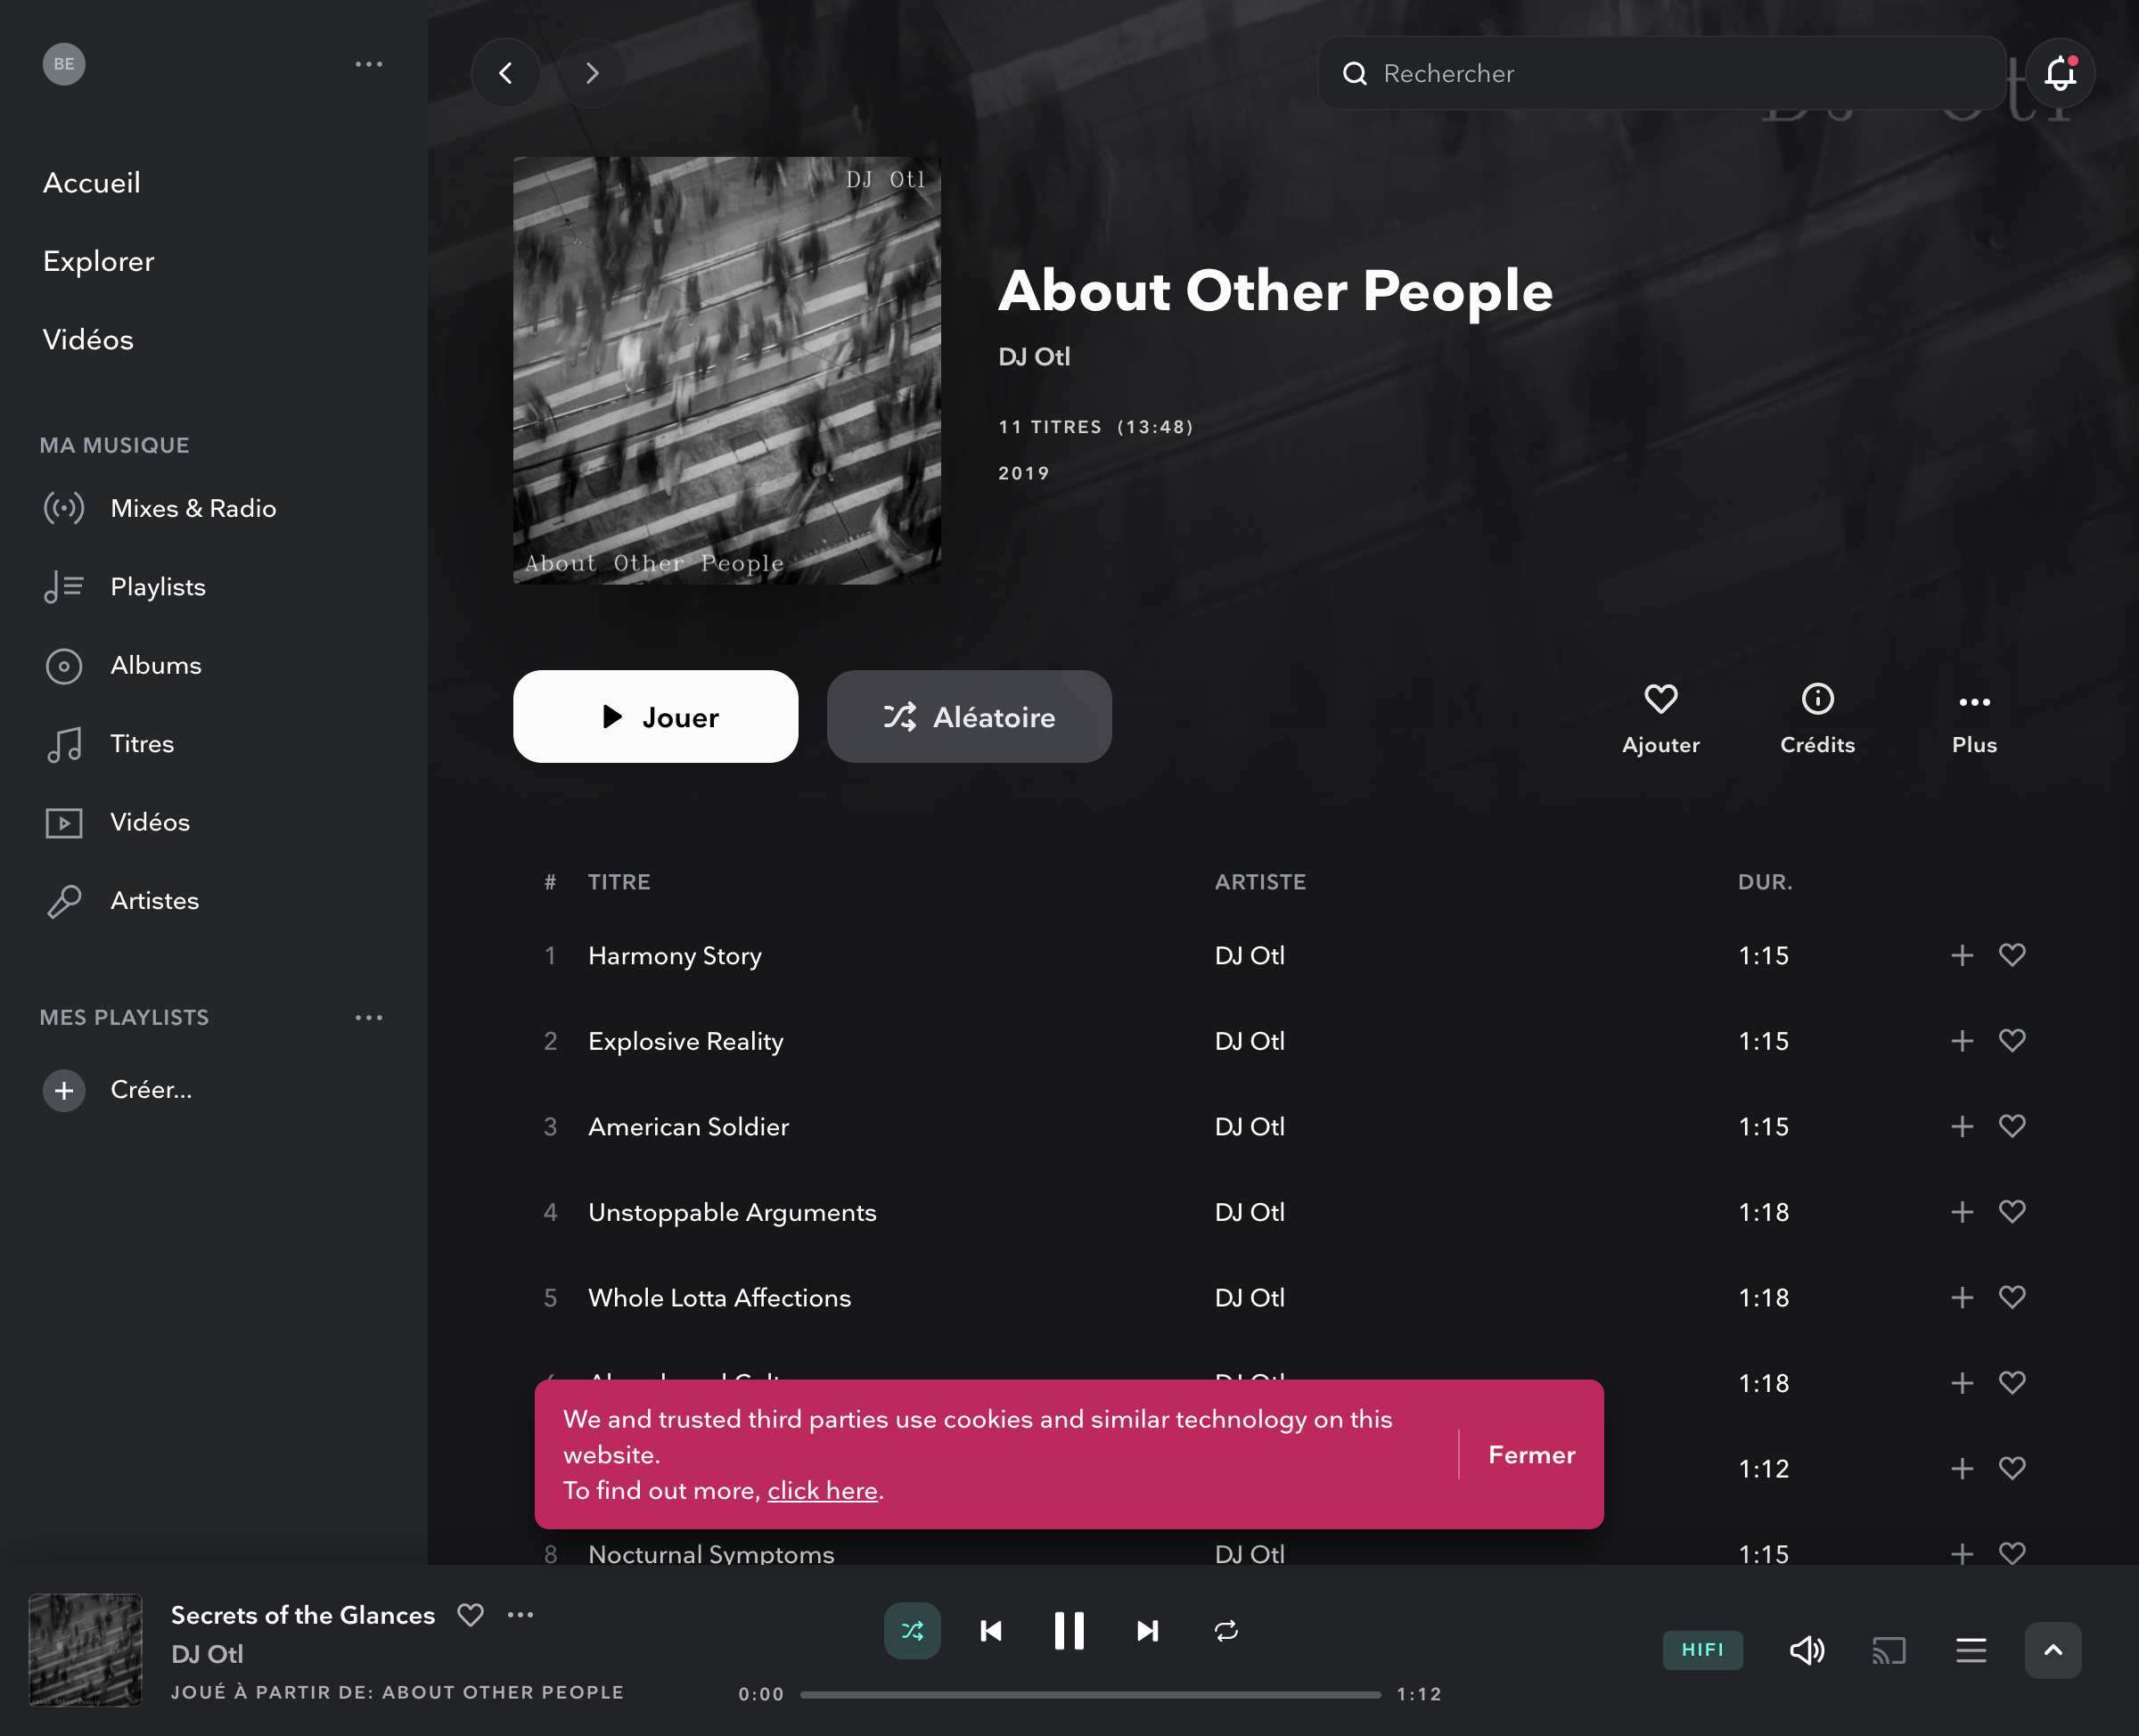 BE
Rechercher
DJ Otl
Accueil
Explorer
Vidéos
MA MUSIQUE
Mixes & Radio
Playlists
Albums
Titres
Vidéos
Artistes
MES PLAYLISTS
Créer...
DJ Otl
About Other People
About Other People
DJ Otl
11 TITRES (13:48)
2019
Jouer
Aléatoire
Ajouter
Crédits
Plus
# TITRE ARTISTE DUR.
1 Harmony Story DJ Otl 1:15
2 Explosive Reality DJ Otl 1:15
3 American Soldier DJ Otl 1:15
4 Unstoppable Arguments DJ Otl 1:18
5 Whole Lotta Affections DJ Otl 1:18
DJ Otl 1:18
We and trusted third parties use cookies and similar technology on this
website.
To find out more, click here.
Fermer
1:12
8 Nocturnal Symptoms DJ Otl 1:15
Secrets of the Glances
DJ Otl
JOUÉ À PARTIR DE: ABOUT OTHER PEOPLE
0:00
1:12
HIFI